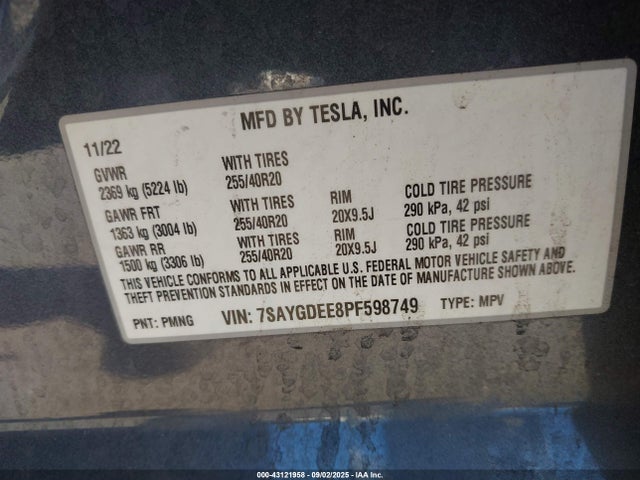 MFD BY TESLA, INC.
11/22
GVWR WITH TIRES
2369 kg (5224 lb) 255/40R20
GAWR FRT WITH TIRES RIM COLD TIRE PRESSURE
1363 kg (3004 lb) 255/40R20 20X9.5J 290 kPa, 42 psi
GAWR RR WITH TIRES RIM COLD TIRE PRESSURE
1500 kg (3306 lb) 255/40R20 20X9.5J 290 kPa, 42 psi
THIS VEHICLE CONFORMS TO ALL APPLICABLE U.S. FEDERAL MOTOR VEHICLE SAFETY AND
THEFT PREVENTION STANDARDS IN EFFECT ON THE DATE OF MANUFACTURE SHOWN ABOVE.
PNT: PMNG VIN: 7SAYGDEE8PF598749 TYPE: MPV
000-43121958 - 09/02/2025 - IAA Inc.